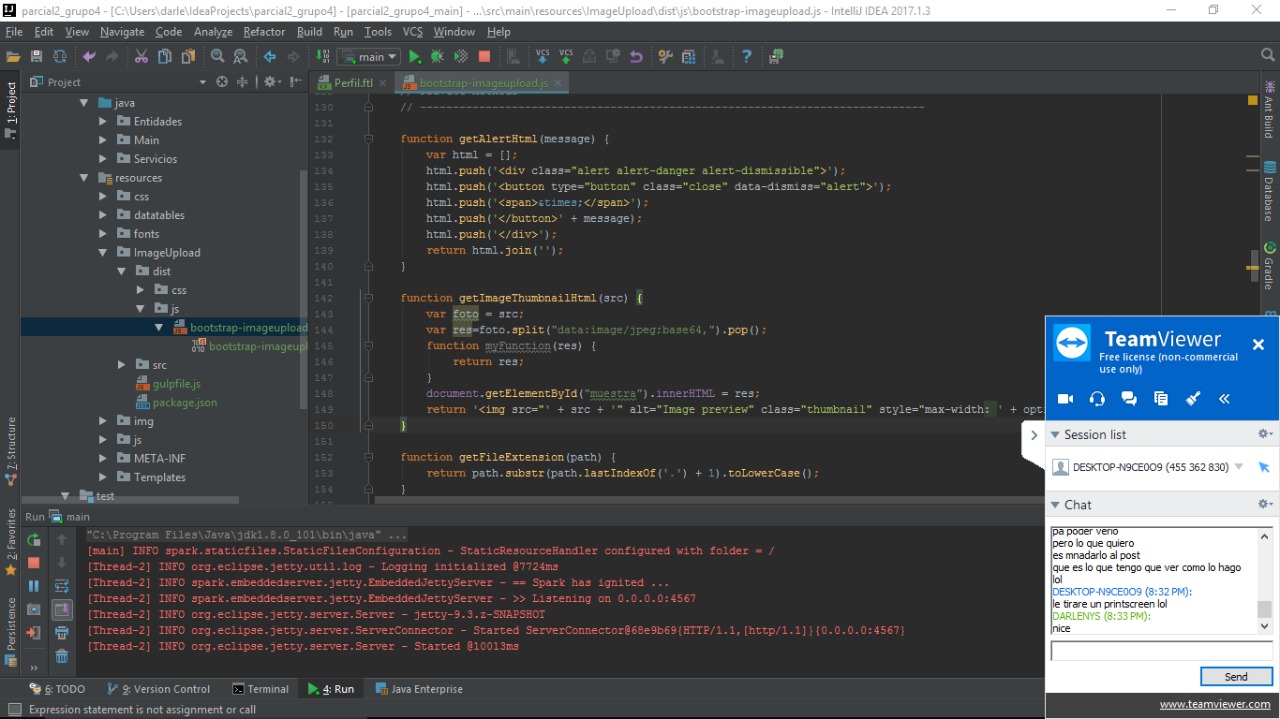 parcial2_grupo4 - [C:\Users\darle\IdeaProjects\parcial2_grupo4] - [parcial2_grupo4_main] - ...\src\main\resources\ImageUpload\dist\js\bootstrap-imageupload.js - IntelliJ IDEA 2017.1.3
File Edit View Navigate Code Analyze Refactor Build Run Tools VCS Window Help
main
VCS VCS
Project
Perfil.ftl
bootstrap-imageupload.js
1: Project
java
Entidades
Main
Servicios
resources
css
datatables
fonts
ImageUpload
dist
css
js
bootstrap-imageupload
bootstrap-imageupl
src
gulpfile.js
package.json
img
js
META-INF
Templates
test
130 // ----------------------------------------------------------------------------
131
132 function getAlertHtml(message) {
133 var html = [];
134 html.push('<div class="alert alert-danger alert-dismissible">');
135 html.push('<button type="button" class="close" data-dismiss="alert">');
136 html.push('<span>&times;</span>');
137 html.push('</button>' + message);
138 html.push('</div>');
139 return html.join('');
140 }
141
142 function getImageThumbnailHtml(src) {
143 var foto = src;
144 var res=foto.split("data:image/jpeg;base64,").pop();
145 function myFunction(res) {
146 return res;
147 }
148 document.getElementById("muestra").innerHTML = res;
149 return '<img src="' + src + '" alt="Image preview" class="thumbnail" style="max-width: ' + opti
150 }
151
152 function getFileExtension(path) {
153 return path.substr(path.lastIndexOf('.') + 1).toLowerCase();
154 }
Ant Build
Database
Gradle
7: Structure
2: Favorites
Persistence
Run main
"C:\Program Files\Java\jdk1.8.0_101\bin\java" ...
[main] INFO spark.staticfiles.StaticFilesConfiguration - StaticResourceHandler configured with folder = /
[Thread-2] INFO org.eclipse.jetty.util.log - Logging initialized @7724ms
[Thread-2] INFO spark.embeddedserver.jetty.EmbeddedJettyServer - == Spark has ignited ...
[Thread-2] INFO spark.embeddedserver.jetty.EmbeddedJettyServer - >> Listening on 0.0.0.0:4567
[Thread-2] INFO org.eclipse.jetty.server.Server - jetty-9.3.z-SNAPSHOT
[Thread-2] INFO org.eclipse.jetty.server.ServerConnector - Started ServerConnector@68e9b69{HTTP/1.1,[http/1.1]}{0.0.0.0:4567}
[Thread-2] INFO org.eclipse.jetty.server.Server - Started @10013ms
6: TODO 9: Version Control Terminal 4: Run Java Enterprise
Expression statement is not assignment or call
TeamViewer
Free license (non-commercial
use only)
Session list
DESKTOP-N9CE0O9 (455 362 830)
Chat
pa poder verlo
pero lo que quiero
es mnadarlo al post
que es lo que tengo que ver como lo hago
lol
DESKTOP-N9CE0O9 (8:32 PM):
le tirare un printscreen lol
DARLENYS (8:33 PM):
nice
Send
www.teamviewer.com